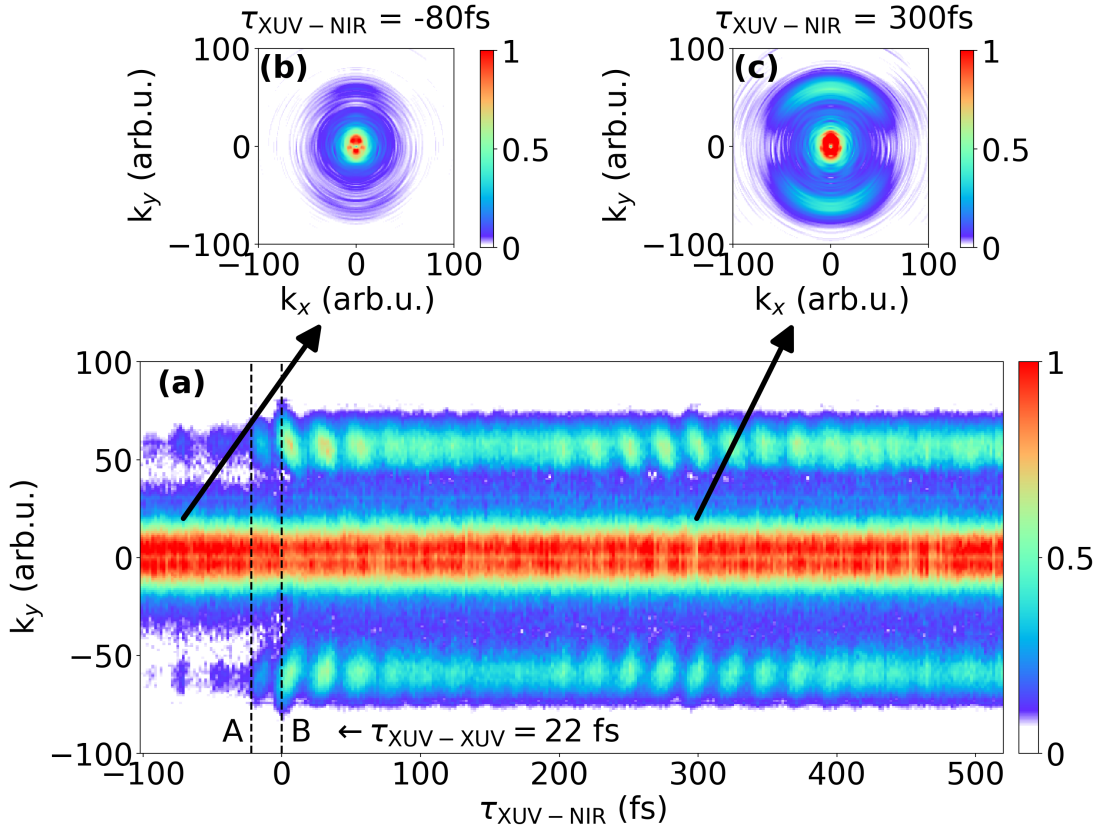 τXUV − NIR = -80fs
τXUV − NIR = 300fs
(b)
(c)
100
0
−100
ky (arb.u.)
−100 0 100
kx (arb.u.)
1
0.5
0
100
0
−100
ky (arb.u.)
−100 0 100
kx (arb.u.)
1
0.5
0
(a)
100
50
0
−50
−100
ky (arb.u.)
A B ←τXUV − XUV = 22 fs
−100 0 100 200 300 400 500
τXUV − NIR (fs)
1
0.5
0